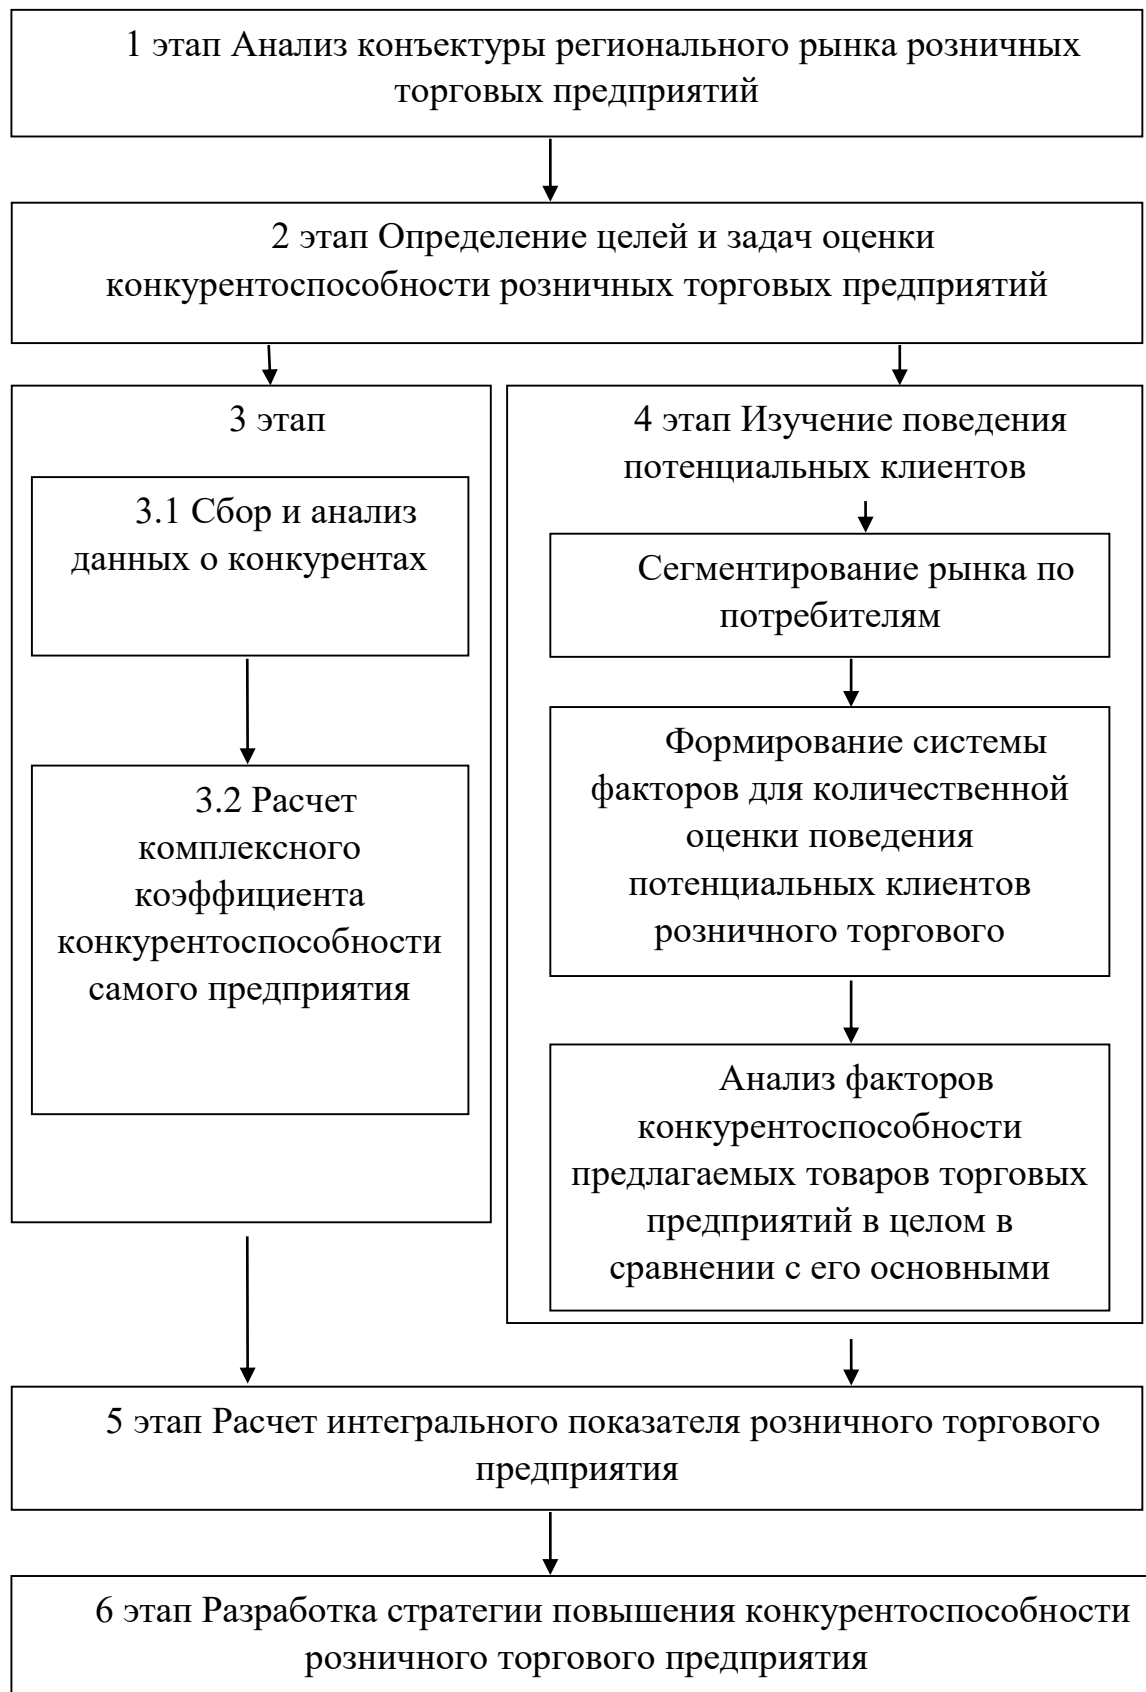 1 этап Анализ конъектуры регионального рынка розничных
торговых предприятий
2 этап Определение целей и задач оценки
конкурентоспособности розничных торговых предприятий
3 этап
3.1 Сбор и анализ
данных о конкурентах
3.2 Расчет
комплексного
коэффициента
конкурентоспособности
самого предприятия
4 этап Изучение поведения
потенциальных клиентов
Сегментирование рынка по
потребителям
Формирование системы
факторов для количественной
оценки поведения
потенциальных клиентов
розничного торгового
Анализ факторов
конкурентоспособности
предлагаемых товаров торговых
предприятий в целом в
сравнении с его основными
5 этап Расчет интегрального показателя розничного торгового
предприятия
6 этап Разработка стратегии повышения конкурентоспособности
розничного торгового предприятия